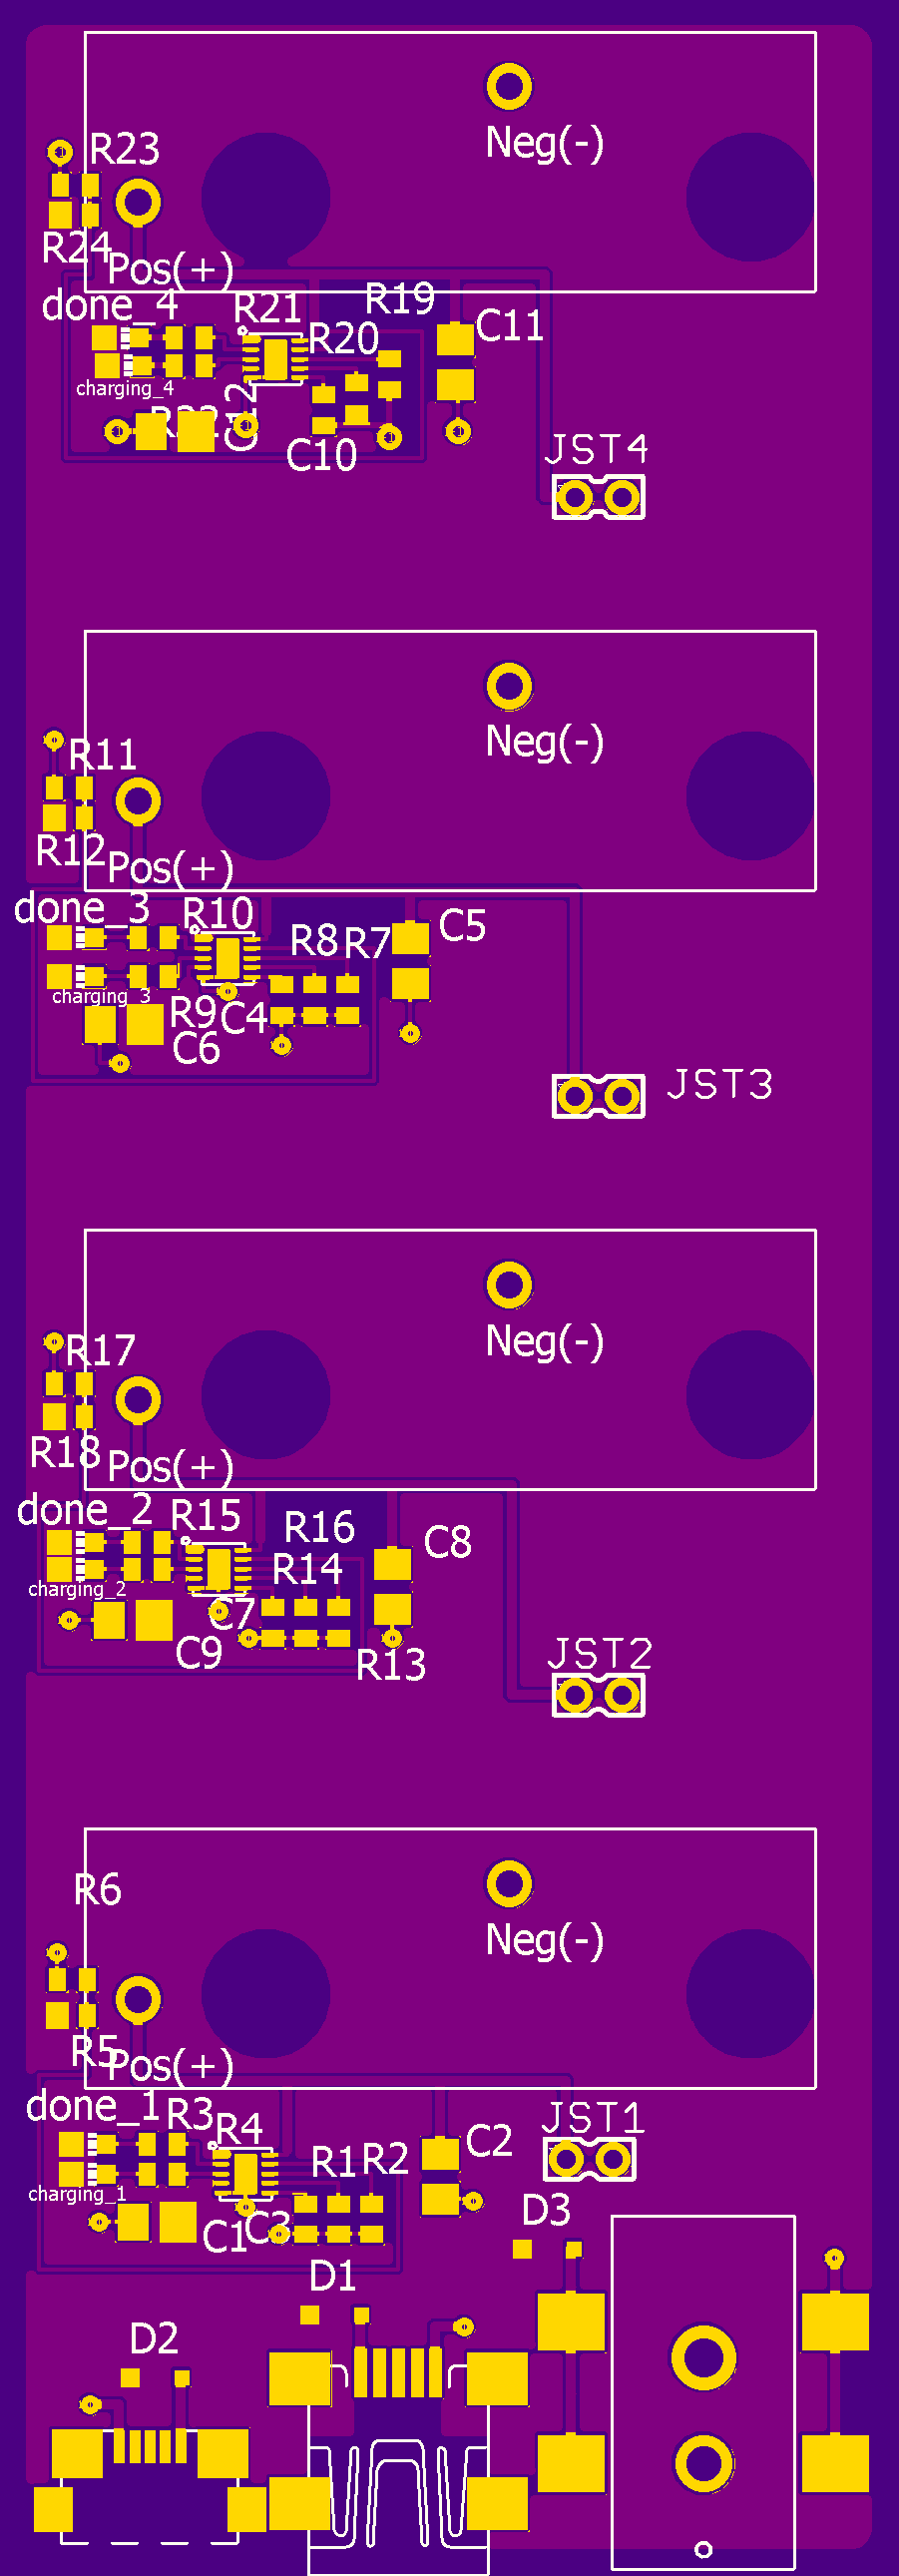 Neg(-)
R23
R24
Pos(+)
done_4
R21
R19
R20
C11
charging_4
C12
C10
JST4
Neg(-)
R11
R12
Pos(+)
done_3
R10
R8
R7
C5
charging_3
R9
C4
C6
JST3
Neg(-)
R17
R18
Pos(+)
done_2
R15
R16
R14
C8
charging_2
C7
C9
R13
JST2
R6
Neg(-)
R5
Pos(+)
done_1
R3
R4
JST1
C2
R1
R2
charging_1
C1
C3
D3
D1
D2